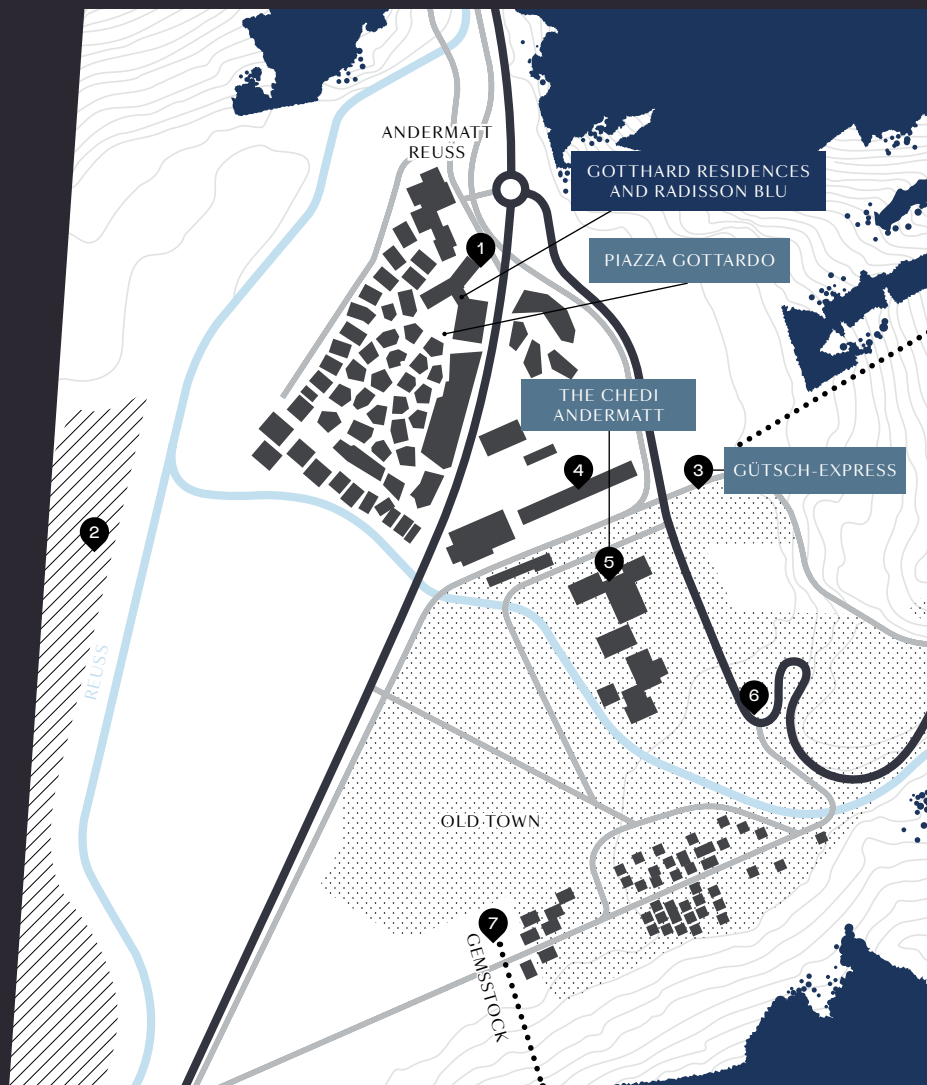 ANDERMATT
REUSS
GOTTHARD RESIDENCES
AND RADISSON BLU
1
PIAZZA GOTTARDO
THE CHEDI
ANDERMATT
4
3
GÜTSCH-EXPRESS
2
5
REUSS
6
OLD TOWN
7
GEMSSTOCK